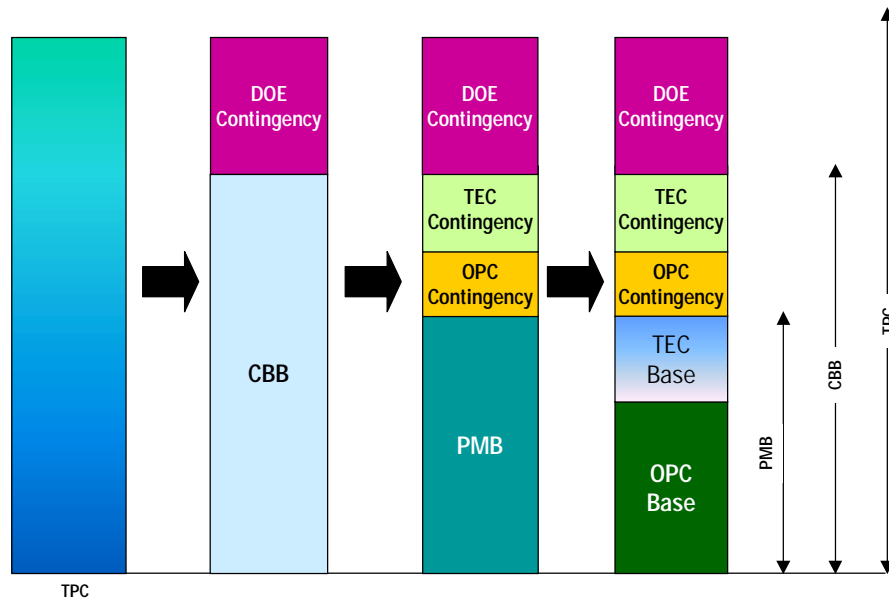 TPC
DOE
Contingency
CBB
DOE
Contingency
TEC
Contingency
OPC
Contingency
PMB
DOE
Contingency
TEC
Contingency
OPC
Contingency
TEC
Base
OPC
Base
PMB
CBB
TPC